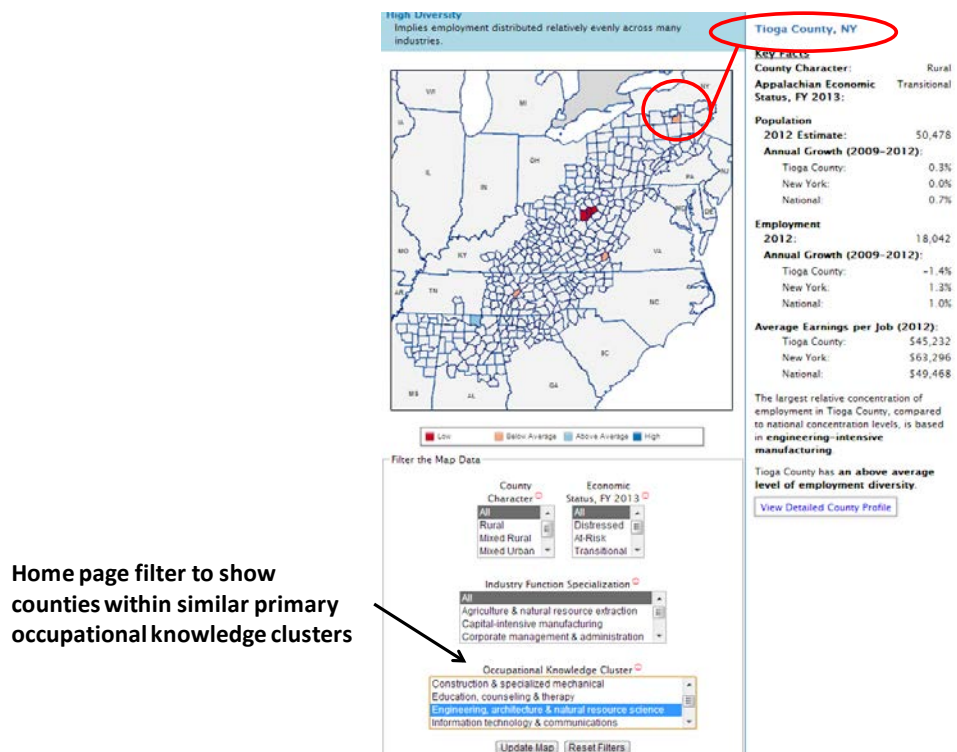 High Diversity
Implies employment distributed relatively evenly across many
industries.
WI
MI
NY
IA
PA
NJ
OH
IL
IN
MD
DE
MO
KY
VA
AR
TN
NC
SC
MS
AL
GA
Low
Below Average
Above Average
High
Filter the Map Data
County
Character
All
Rural
Mixed Rural
Mixed Urban
Economic
Status, FY 2013
All
Distressed
At-Risk
Transitional
Industry Function Specialization
All
Agriculture & natural resource extraction
Capital-intensive manufacturing
Corporate management & administration
Occupational Knowledge Cluster
Construction & specialized mechanical
Education, counseling & therapy
Engineering, architecture & natural resource science
Information technology & communications
Update Map
Reset Filters
Home page filter to show
counties within similar primary
occupational knowledge clusters
Tioga County, NY
Key Facts
County Character: Rural
Appalachian Economic Transitional
Status, FY 2013:
Population
2012 Estimate: 50,478
Annual Growth (2009-2012):
Tioga County: 0.3%
New York: 0.0%
National: 0.7%
Employment
2012: 18,042
Annual Growth (2009-2012):
Tioga County: -1.4%
New York: 1.3%
National: 1.0%
Average Earnings per Job (2012):
Tioga County: $45,232
New York: $63,296
National: $49,468
The largest relative concentration of
employment in Tioga County, compared
to national concentration levels, is based
in engineering-intensive
manufacturing.
Tioga County has an above average
level of employment diversity.
View Detailed County Profile